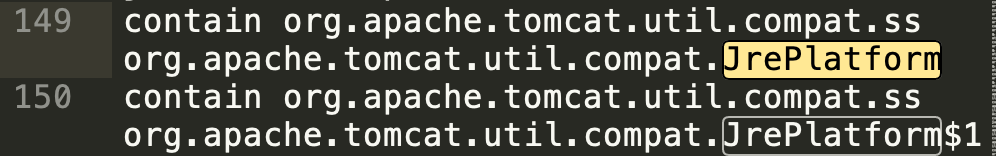 149 contain org.apache.tomcat.util.compat.ss
org.apache.tomcat.util.compat.JrePlatform
150 contain org.apache.tomcat.util.compat.ss
org.apache.tomcat.util.compat.JrePlatform$1